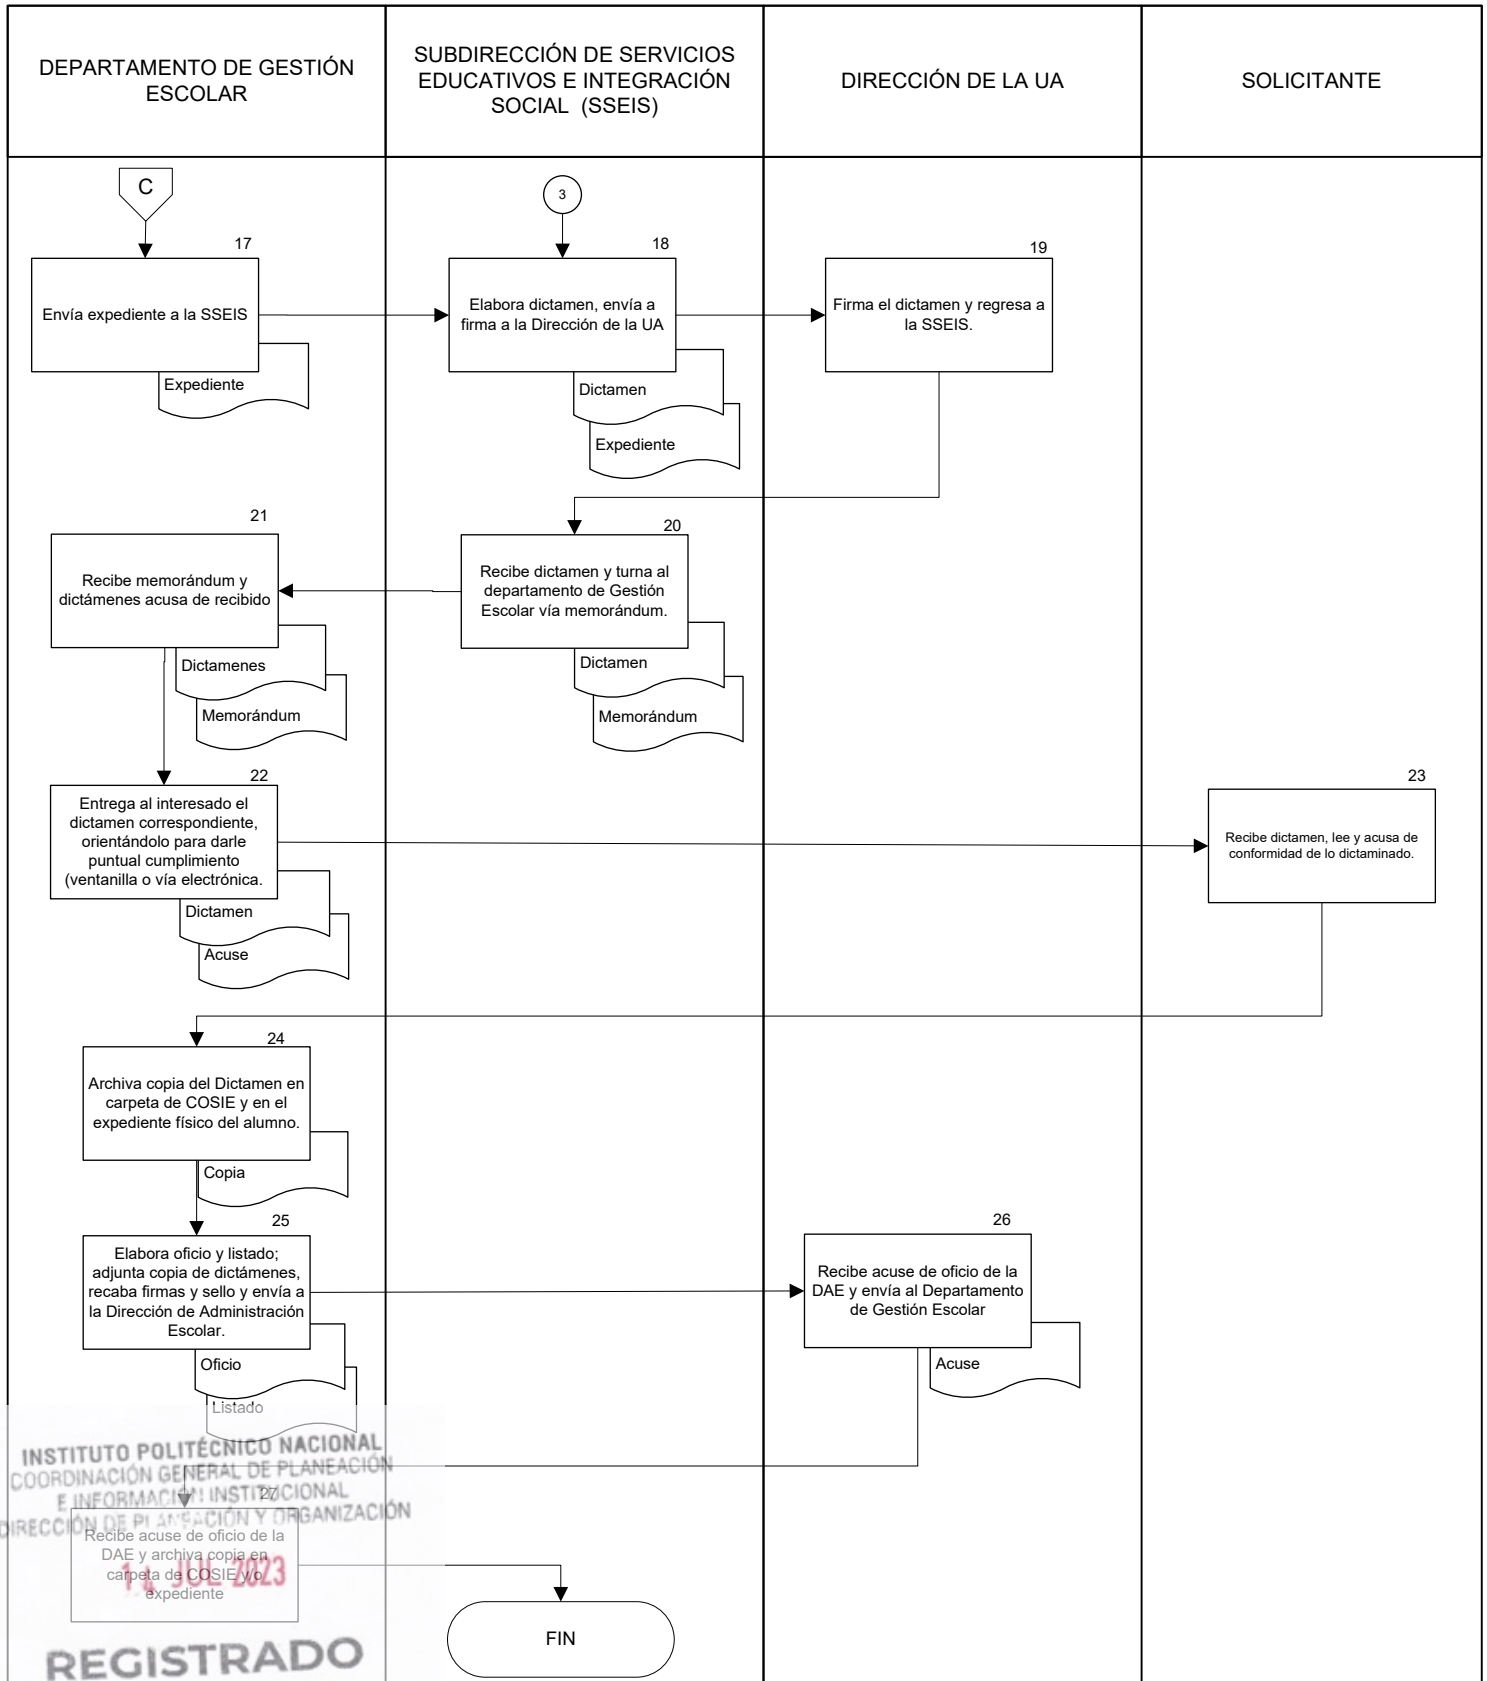 DEPARTAMENTO DE GESTIÓN
ESCOLAR
SUBDIRECCIÓN DE SERVICIOS
EDUCATIVOS E INTEGRACIÓN
SOCIAL (SSEIS)
DIRECCIÓN DE LA UA
SOLICITANTE
C
3
17
Envía expediente a la SSEIS
Expediente
18
Elabora dictamen, envía a
firma a la Dirección de la UA
Dictamen
Expediente
19
Firma el dictamen y regresa a
la SSEIS.
20
Recibe dictamen y turna al
departamento de Gestión
Escolar vía memorándum.
Dictamen
Memorándum
21
Recibe memorándum y
dictámenes acusa de recibido
Dictamenes
Memorándum
22
Entrega al interesado el
dictamen correspondiente,
orientándolo para darle
puntual cumplimiento
(ventanilla o vía electrónica.
Dictamen
Acuse
23
Recibe dictamen, lee y acusa de
conformidad de lo dictaminado.
24
Archiva copia del Dictamen en
carpeta de COSIE y en el
expediente físico del alumno.
Copia
25
Elabora oficio y listado;
adjunta copia de dictámenes,
recaba firmas y sello y envía a
la Dirección de Administración
Escolar.
Oficio
Listado
26
Recibe acuse de oficio de la
DAE y envía al Departamento
de Gestión Escolar
Acuse
INSTITUTO POLITÉCNICO NACIONAL
COORDINACIÓN GENERAL DE PLANEACIÓN
E INFORMACIÓN INSTITUCIONAL
DIRECCIÓN DE PLANEACIÓN Y ORGANIZACIÓN
27
Recibe acuse de oficio de la
DAE y archiva copia en
carpeta de COSIE y/o
expediente
14 JUL 2023
REGISTRADO
FIN